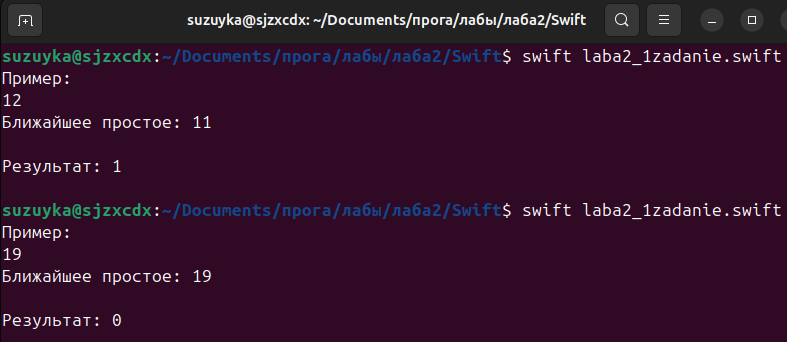 suzuyka@sjzxcdx: ~/Documents/прога/лабы/лаба2/Swift
suzuyka@sjzxcdx:~/Documents/прога/лабы/лаба2/Swift$ swift laba2_1zadanie.swift
Пример:
12
Ближайшее простое: 11
Результат: 1
suzuyka@sjzxcdx:~/Documents/прога/лабы/лаба2/Swift$ swift laba2_1zadanie.swift
Пример:
19
Ближайшее простое: 19
Результат: 0